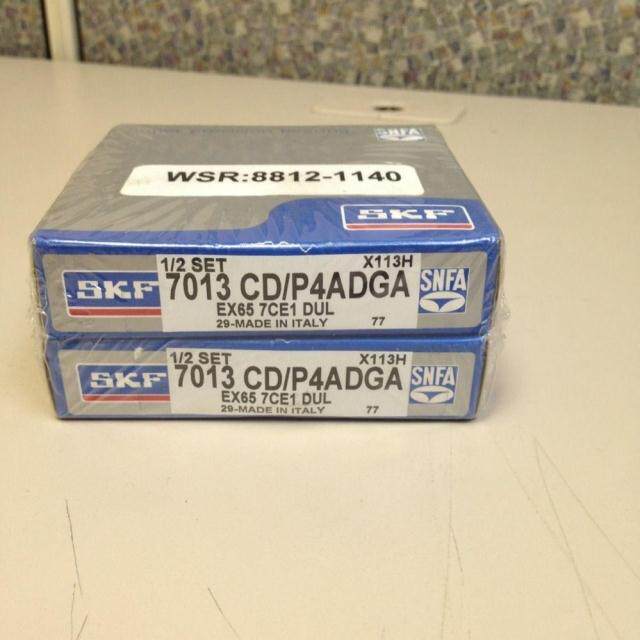 SNFA
WSR:8812-1140
SKF
1/2 SET X113H
SKF 7013 CD/P4ADGA SNFA
EX65 7CE1 DUL
29-MADE IN ITALY 77
1/2 SET X113H
SKF 7013 CD/P4ADGA SNFA
EX65 7CE1 DUL
29-MADE IN ITALY 77